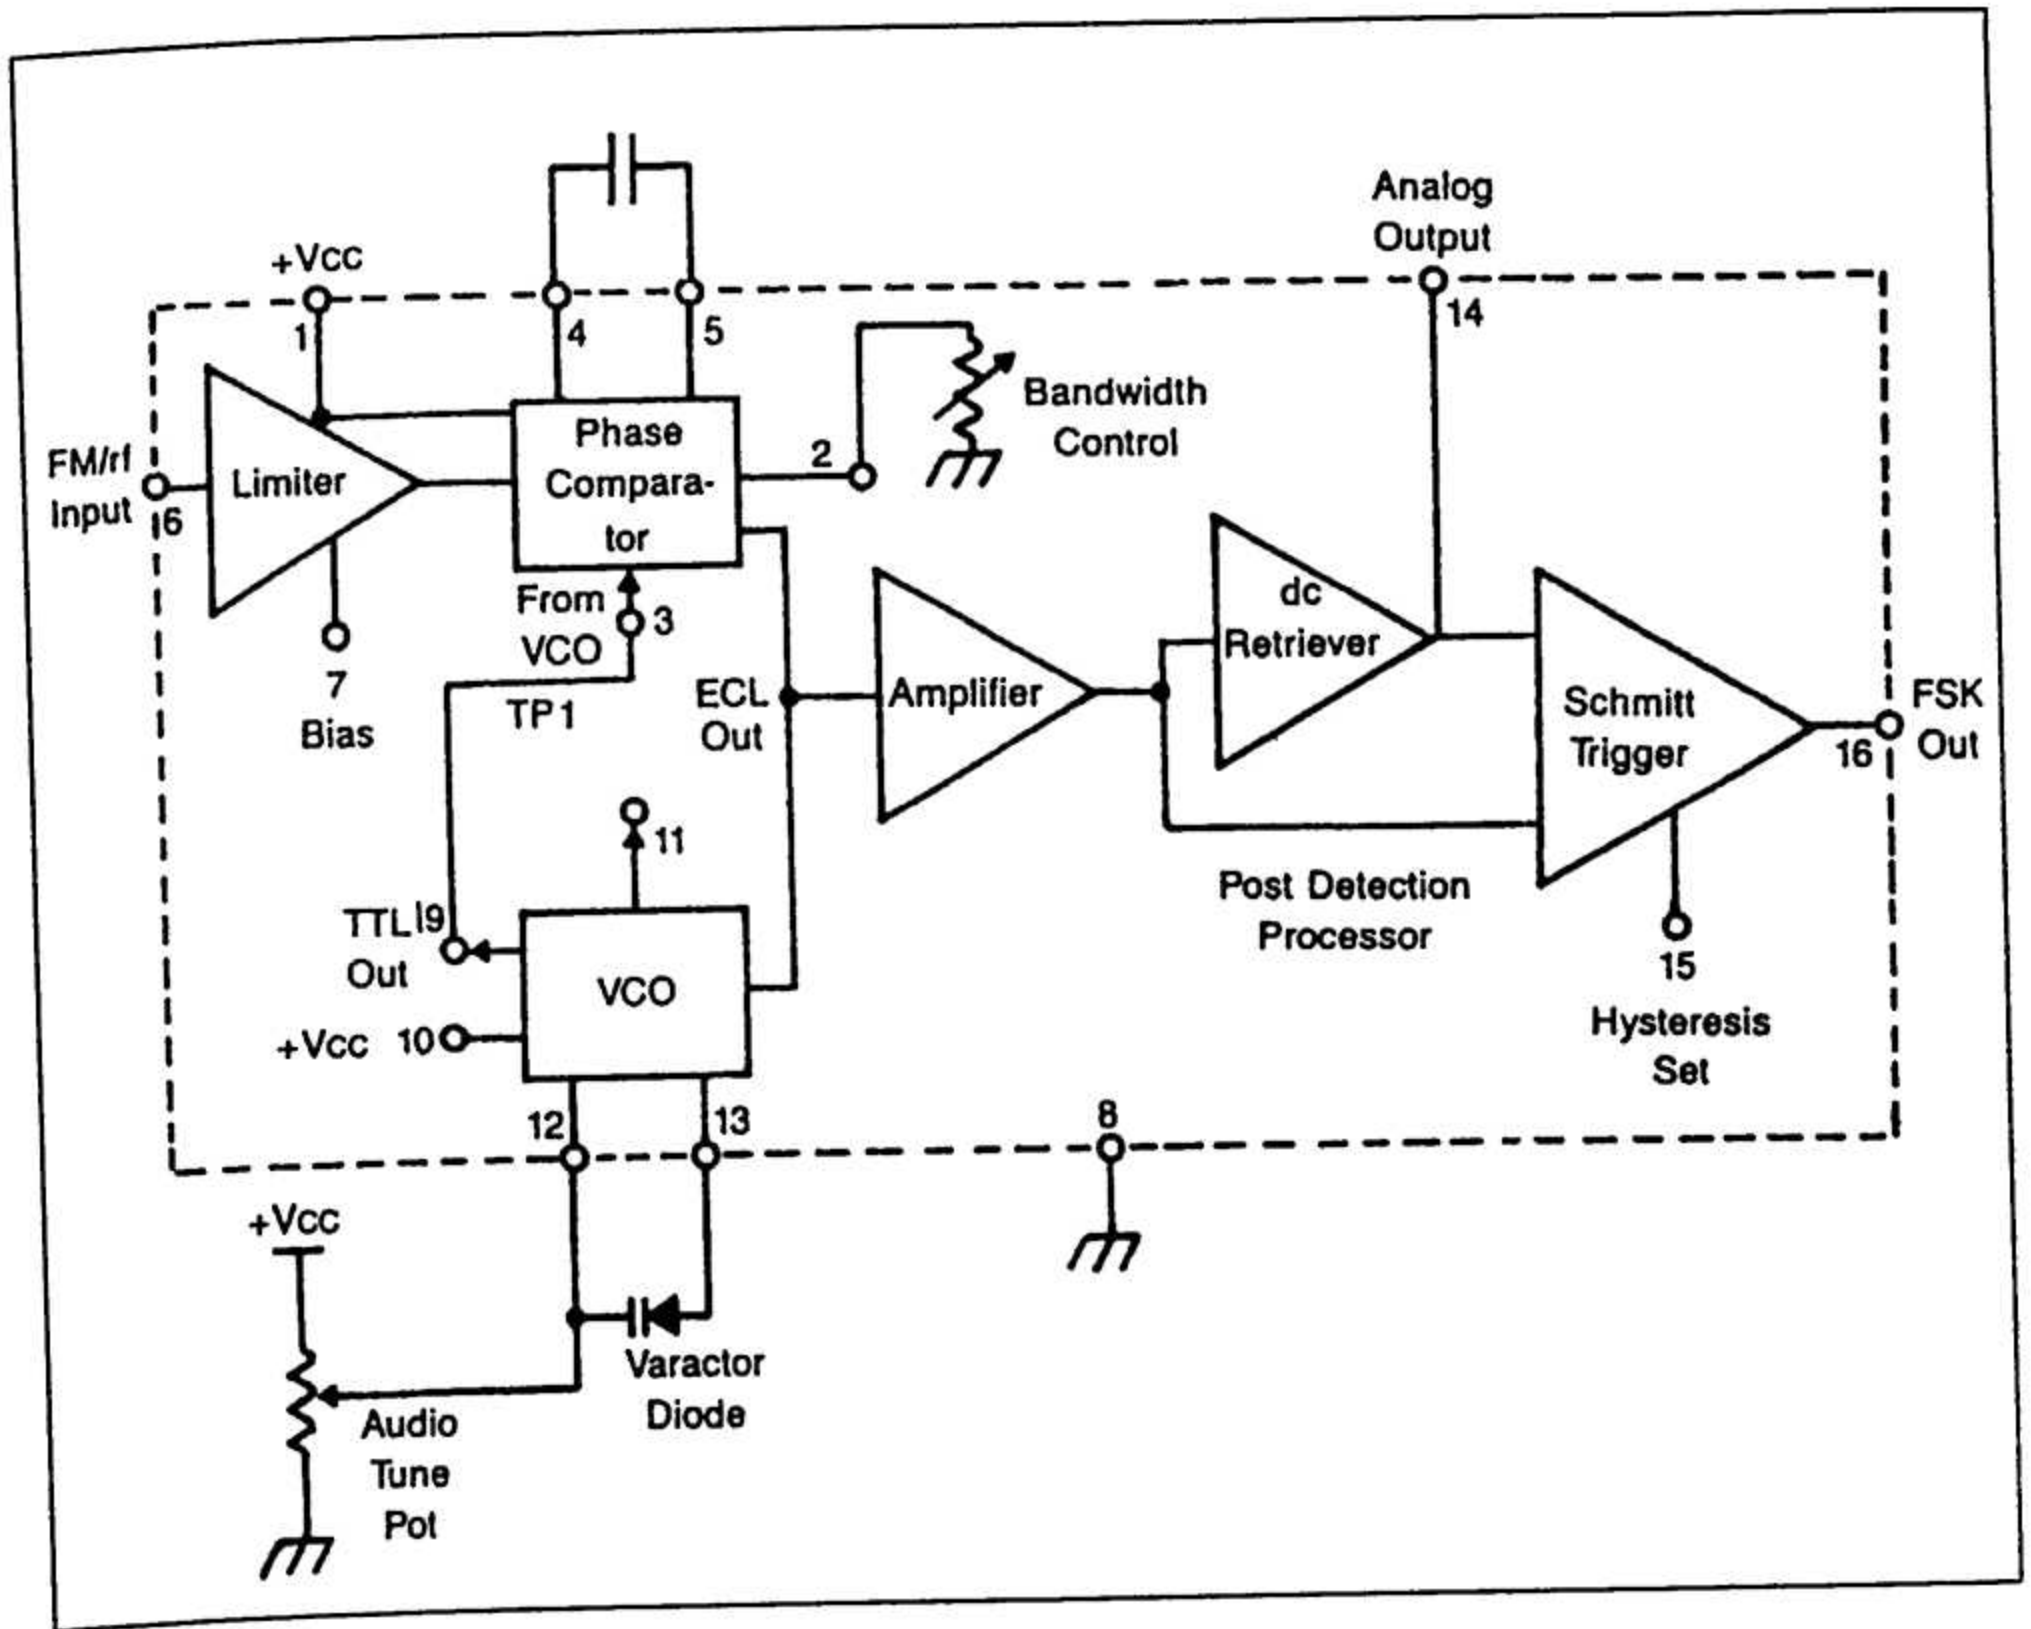 Analog
Output
+Vcc
1
4
5
14
2
Bandwidth
Control
FM/rf
Input
6
Limiter
Phase
Compara-
tor
From
VCO
3
TP1
7
Bias
ECL
Out
Amplifier
dc
Retriever
Schmitt
Trigger
16
FSK
Out
11
TTL 9
Out
VCO
+Vcc 10
Post Detection
Processor
15
Hysteresis
Set
12
13
8
+Vcc
Varactor
Diode
Audio
Tune
Pot